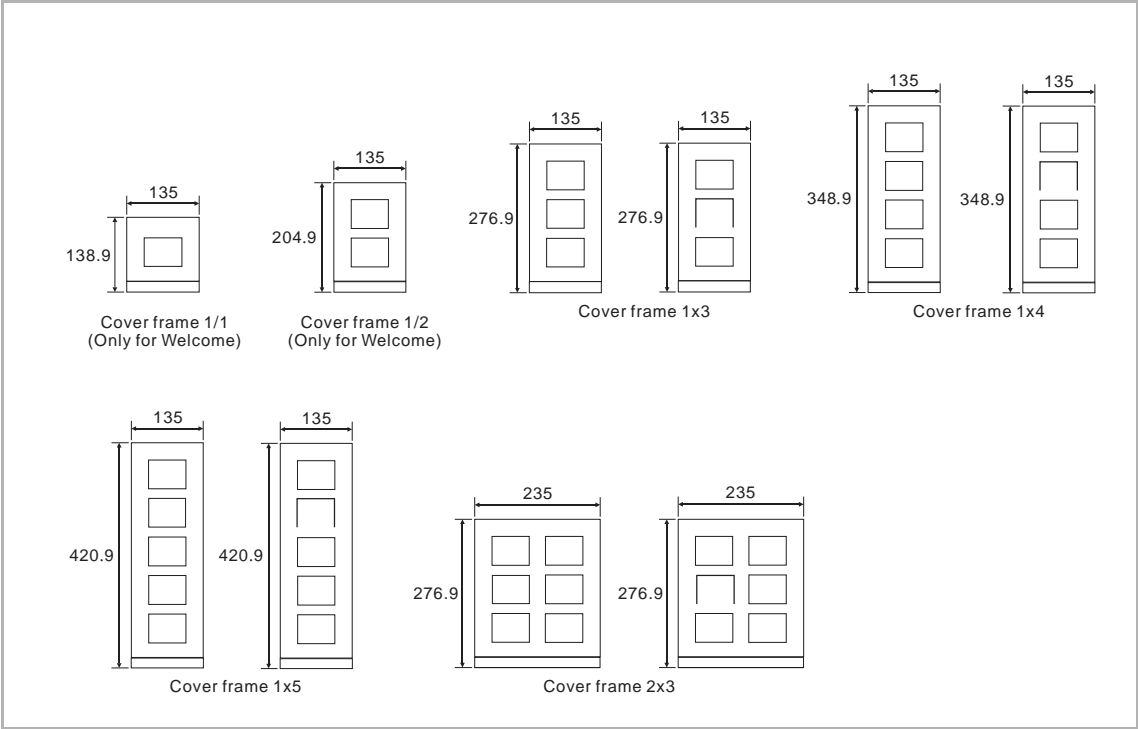 135
138.9
Cover frame 1/1
(Only for Welcome)
135
204.9
Cover frame 1/2
(Only for Welcome)
135
276.9
135
276.9
Cover frame 1x3
135
348.9
135
348.9
Cover frame 1x4
135
420.9
135
420.9
Cover frame 1x5
235
276.9
235
276.9
Cover frame 2x3